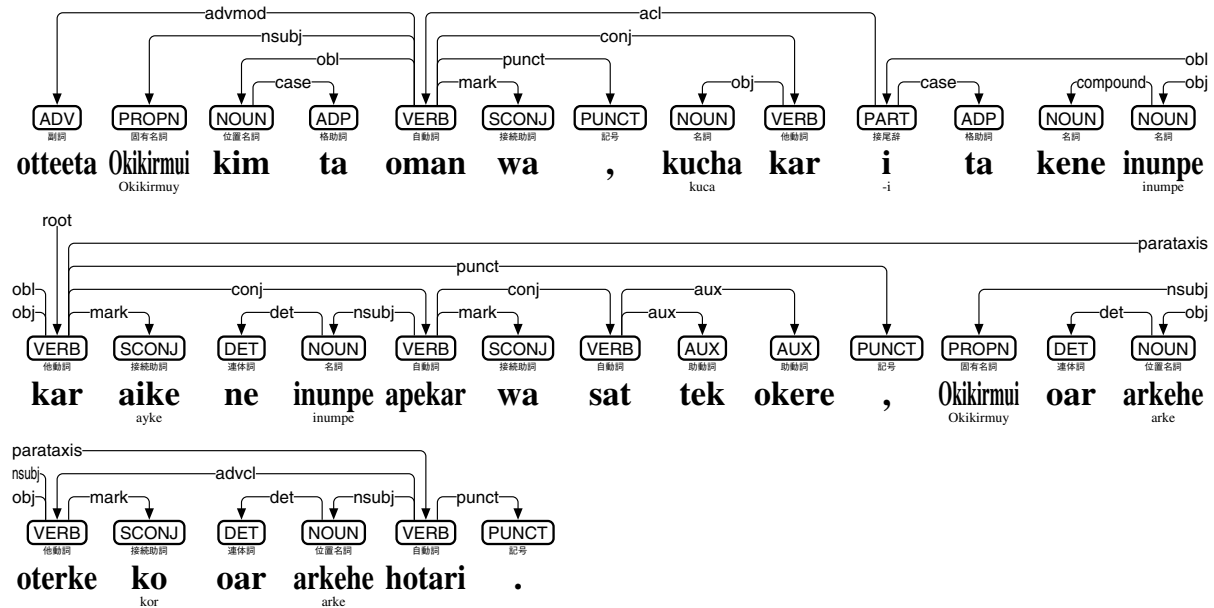 advmod acl
nsubj conj
obl punct obl
case mark obj case compound obj
ADV PROPN NOUN ADP VERB SCONJ PUNCT NOUN VERB PART ADP NOUN NOUN
副詞 固有名詞 位置名詞 格助詞 自動詞 接続助詞 記号 名詞 他動詞 接尾辞 格助詞 名詞 名詞
otteeta Okikirmui kim ta oman wa , kucha kar i ta kene inunpe
Okikirmuy kuca -i inumpe
root
parataxis
punct
obl conj conj aux nsubj
obj mark det nsubj mark aux det obj
VERB SCONJ DET NOUN VERB SCONJ VERB AUX AUX PUNCT PROPN DET NOUN
他動詞 接続助詞 連体詞 名詞 自動詞 接続助詞 自動詞 助動詞 助動詞 記号 固有名詞 連体詞 位置名詞
kar aike ne inunpe apekar wa sat tek okere , Okikirmui oar arkehe
ayke inumpe Okikirmuy arke
parataxis
nsubj advcl
obj mark det nsubj punct
VERB SCONJ DET NOUN VERB PUNCT
他動詞 接続助詞 連体詞 位置名詞 自動詞 記号
oterke ko oar arkehe hotari .
kor arke